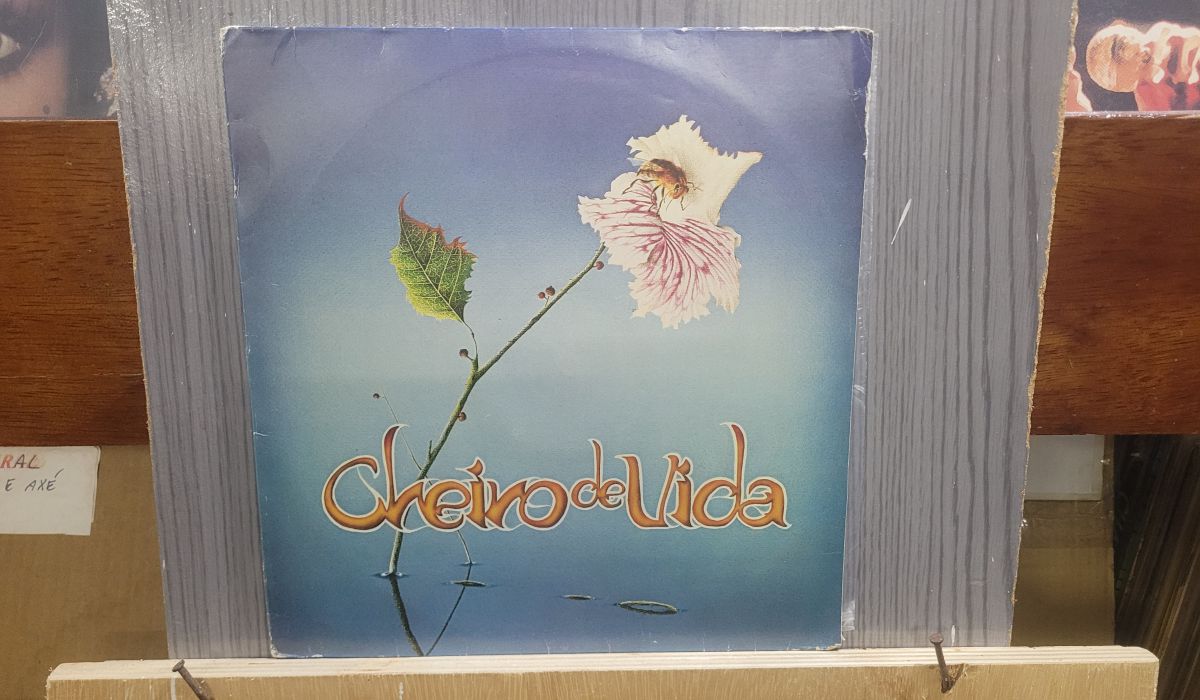 Cheiro de Vida
RAL
E AXÉ